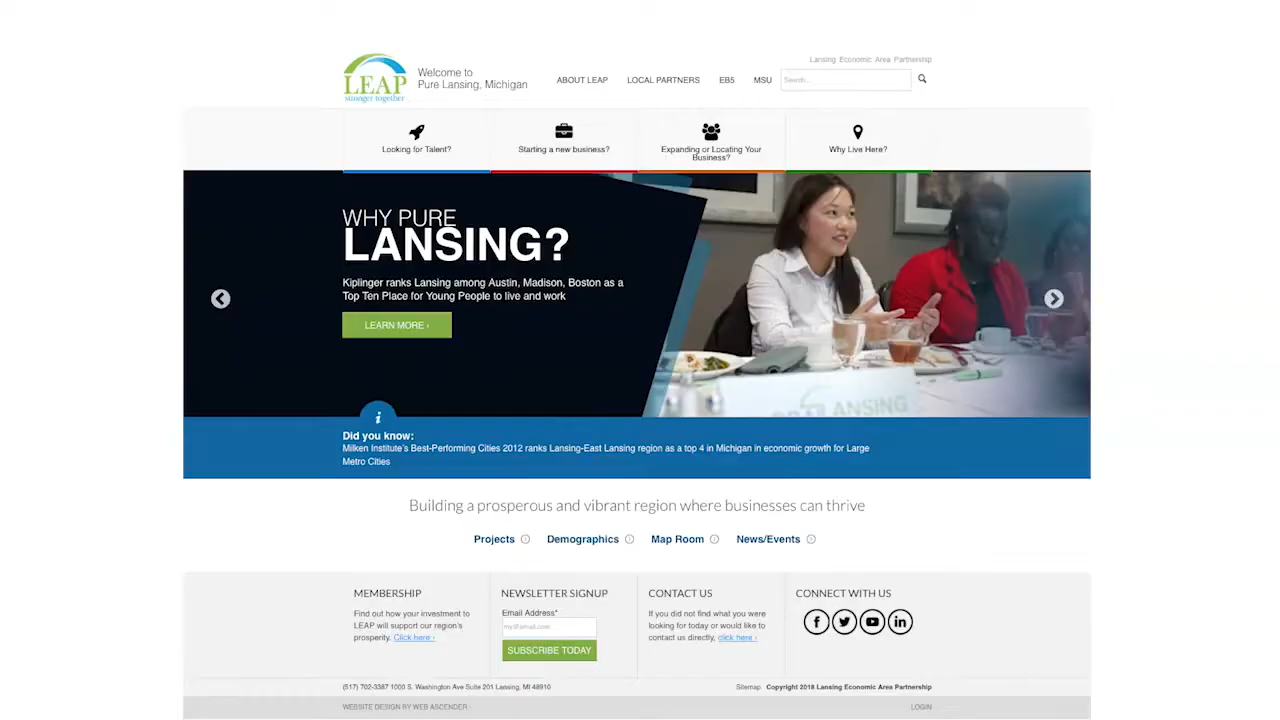 Lansing Economic Area Partnership
LEAP
stronger together
Welcome to
Pure Lansing, Michigan
ABOUT LEAP
LOCAL PARTNERS
EB5
MSU
Search...
Looking for Talent?
Starting a new business?
Expanding or Locating Your
Business?
Why Live Here?
WHY PURE
LANSING?
Kiplinger ranks Lansing among Austin, Madison, Boston as a
Top Ten Place for Young People to live and work
LEARN MORE ›
ANSING
i
Did you know:
Milken Institute's Best-Performing Cities 2012 ranks Lansing-East Lansing region as a top 4 in Michigan in economic growth for Large
Metro Cities
Building a prosperous and vibrant region where businesses can thrive
Projects
Demographics
Map Room
News/Events
MEMBERSHIP
Find out how your investment to
LEAP will support our region's
prosperity. Click here ›
NEWSLETTER SIGNUP
Email Address*
my@email.com
SUBSCRIBE TODAY
CONTACT US
If you did not find what you were
looking for today or would like to
contact us directly, click here ›
CONNECT WITH US
(517) 702-3387 1000 S. Washington Ave Suite 201 Lansing, MI 48910
Sitemap Copyright 2018 Lansing Economic Area Partnership
WEBSITE DESIGN BY WEB ASCENDER
LOGIN